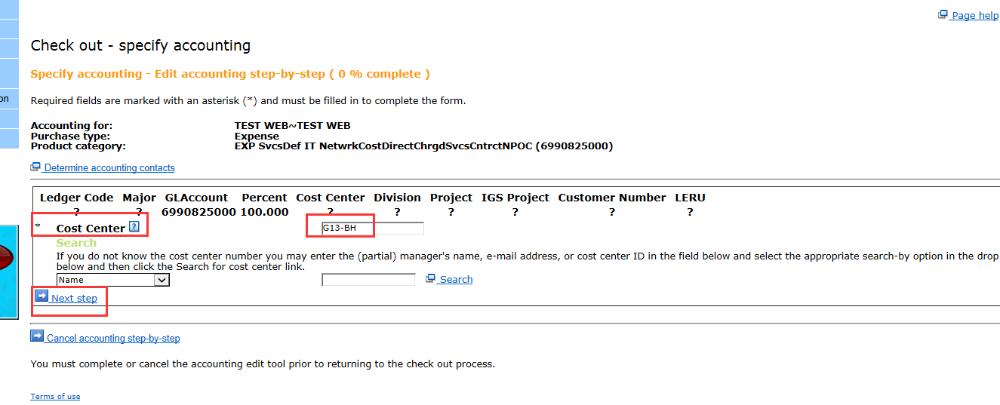 Page help
Check out - specify accounting
Specify accounting - Edit accounting step-by-step ( 0 % complete )
on
Required fields are marked with an asterisk (*) and must be filled in to complete the form.
Accounting for: TEST WEB~TEST WEB
Purchase type: Expense
Product category: EXP SvcsDef IT NetwrkCostDirectChrgdSvcsCntrctNPOC (6990825000)
Determine accounting contacts
Ledger Code Major GLAccount Percent Cost Center Division Project IGS Project Customer Number LERU
? ? 6990825000 100.000 ? ? ? ? ? ?
* Cost Center ? G13-BH
Search
If you do not know the cost center number you may enter the (partial) manager's name, e-mail address, or cost center ID in the field below and select the appropriate search-by option in the drop
below and then click the Search for cost center link.
Name Search
Next step
Cancel accounting step-by-step
You must complete or cancel the accounting edit tool prior to returning to the check out process.
Terms of use